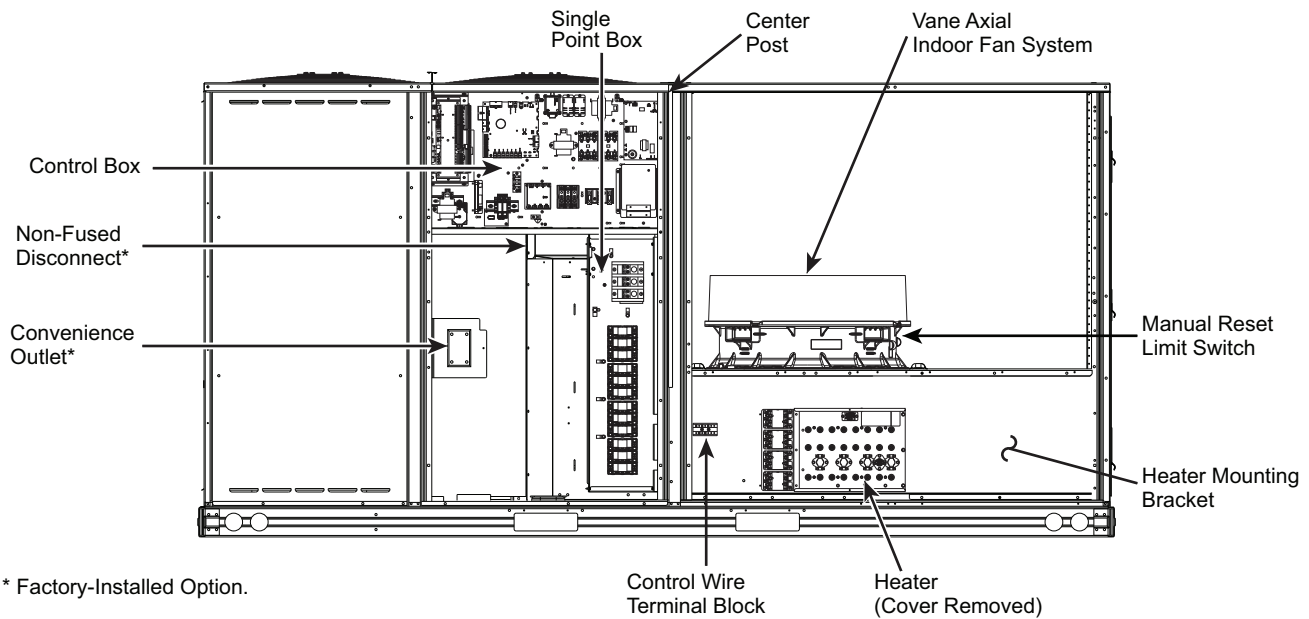 Single
Point Box
Center
Post
Vane Axial
Indoor Fan System
Control Box
Non-Fused
Disconnect*
Convenience
Outlet*
Manual Reset
Limit Switch
Heater Mounting
Bracket
Control Wire
Terminal Block
Heater
(Cover Removed)
* Factory-Installed Option.